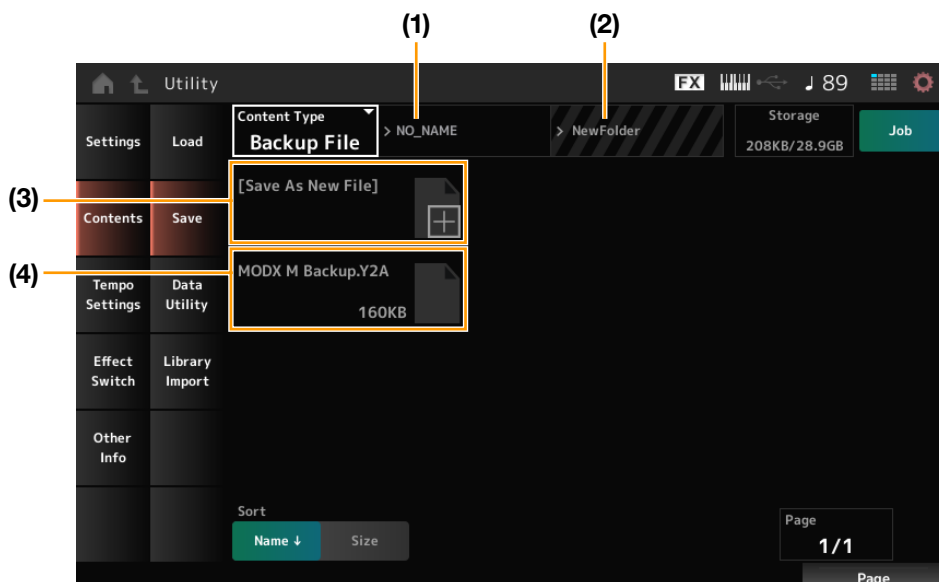 (1)
(2)
Utility
FX
89
Settings
Load
Content Type
Backup File
> NO_NAME
> NewFolder
Storage
208KB/28.9GB
Job
(3)
[Save As New File]
Contents
Save
(4)
MODX M Backup.Y2A
160KB
Tempo
Settings
Data
Utility
Effect
Switch
Library
Import
Other
Info
Sort
Name ↓
Size
Page
1/1
Page